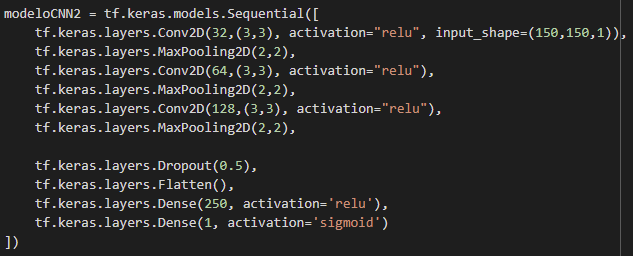 modeloCNN2 = tf.keras.models.Sequential([
    tf.keras.layers.Conv2D(32,(3,3), activation="relu", input_shape=(150,150,1)),
    tf.keras.layers.MaxPooling2D(2,2),
    tf.keras.layers.Conv2D(64,(3,3), activation="relu"),
    tf.keras.layers.MaxPooling2D(2,2),
    tf.keras.layers.Conv2D(128,(3,3), activation="relu"),
    tf.keras.layers.MaxPooling2D(2,2),

    tf.keras.layers.Dropout(0.5),
    tf.keras.layers.Flatten(),
    tf.keras.layers.Dense(250, activation='relu'),
    tf.keras.layers.Dense(1, activation='sigmoid')
])